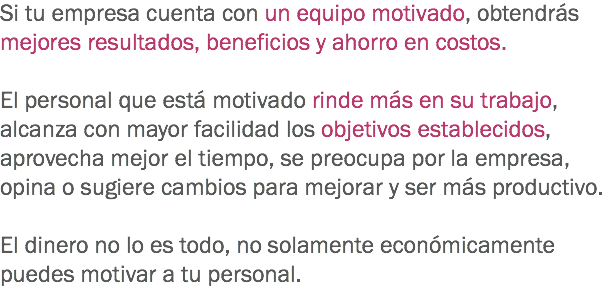 Si tu empresa cuenta con un equipo motivado, obtendrás
mejores resultados, beneficios y ahorro en costos.
El personal que está motivado rinde más en su trabajo,
alcanza con mayor facilidad los objetivos establecidos,
aprovecha mejor el tiempo, se preocupa por la empresa,
opina o sugiere cambios para mejorar y ser más productivo.
El dinero no lo es todo, no solamente económicamente
puedes motivar a tu personal.